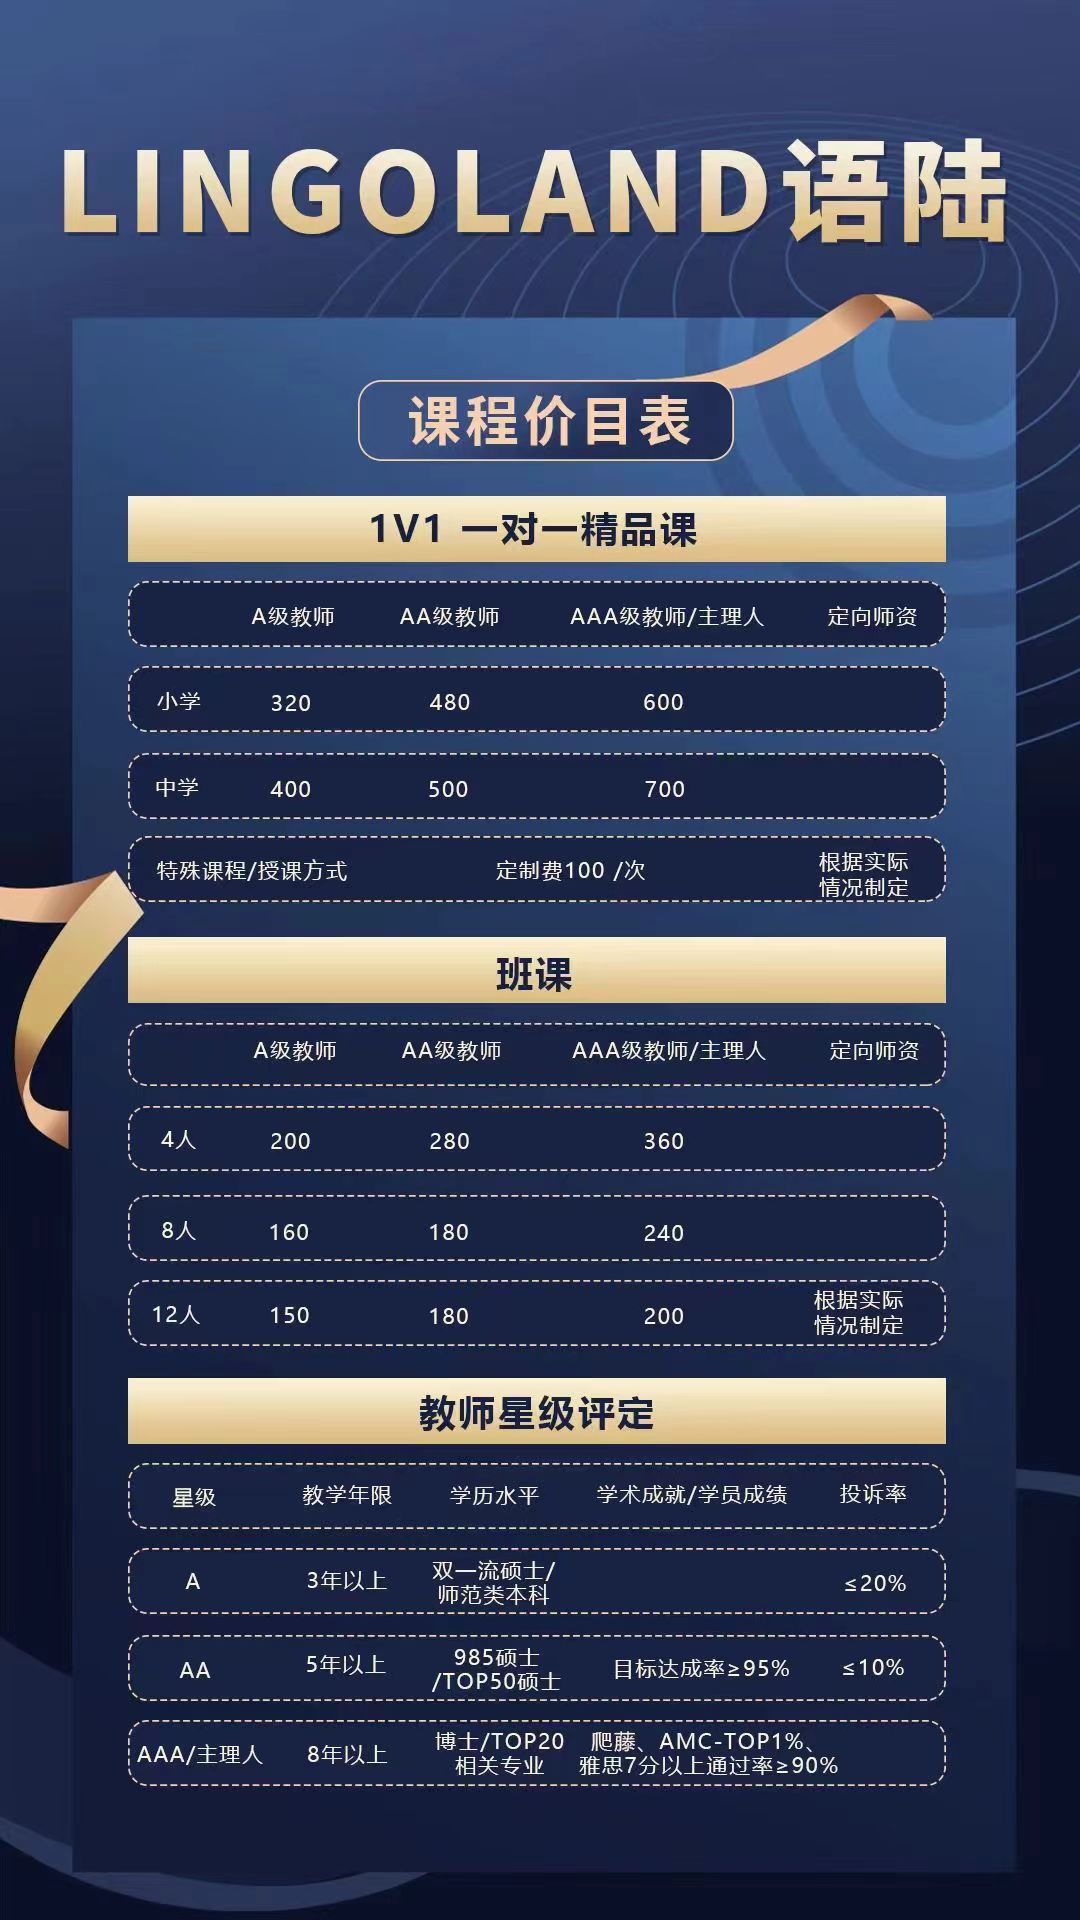 LINGOLAND语陆
课程价目表
1V1 一对一精品课
A级教师 AA级教师 AAA级教师/主理人 定向师资
小学 320 480 600
中学 400 500 700
特殊课程/授课方式 定制费100 /次 根据实际
情况制定
班课
A级教师 AA级教师 AAA级教师/主理人 定向师资
4人 200 280 360
8人 160 180 240
12人 150 180 200 根据实际
情况制定
教师星级评定
星级 教学年限 学历水平 学术成就/学员成绩 投诉率
A 3年以上 双一流硕士/
师范类本科 ≤20%
AA 5年以上 985硕士
/TOP50硕士 目标达成率≥95% ≤10%
AAA/主理人 8年以上 博士/TOP20 爬藤、AMC-TOP1%、
相关专业 雅思7分以上通过率≥90%